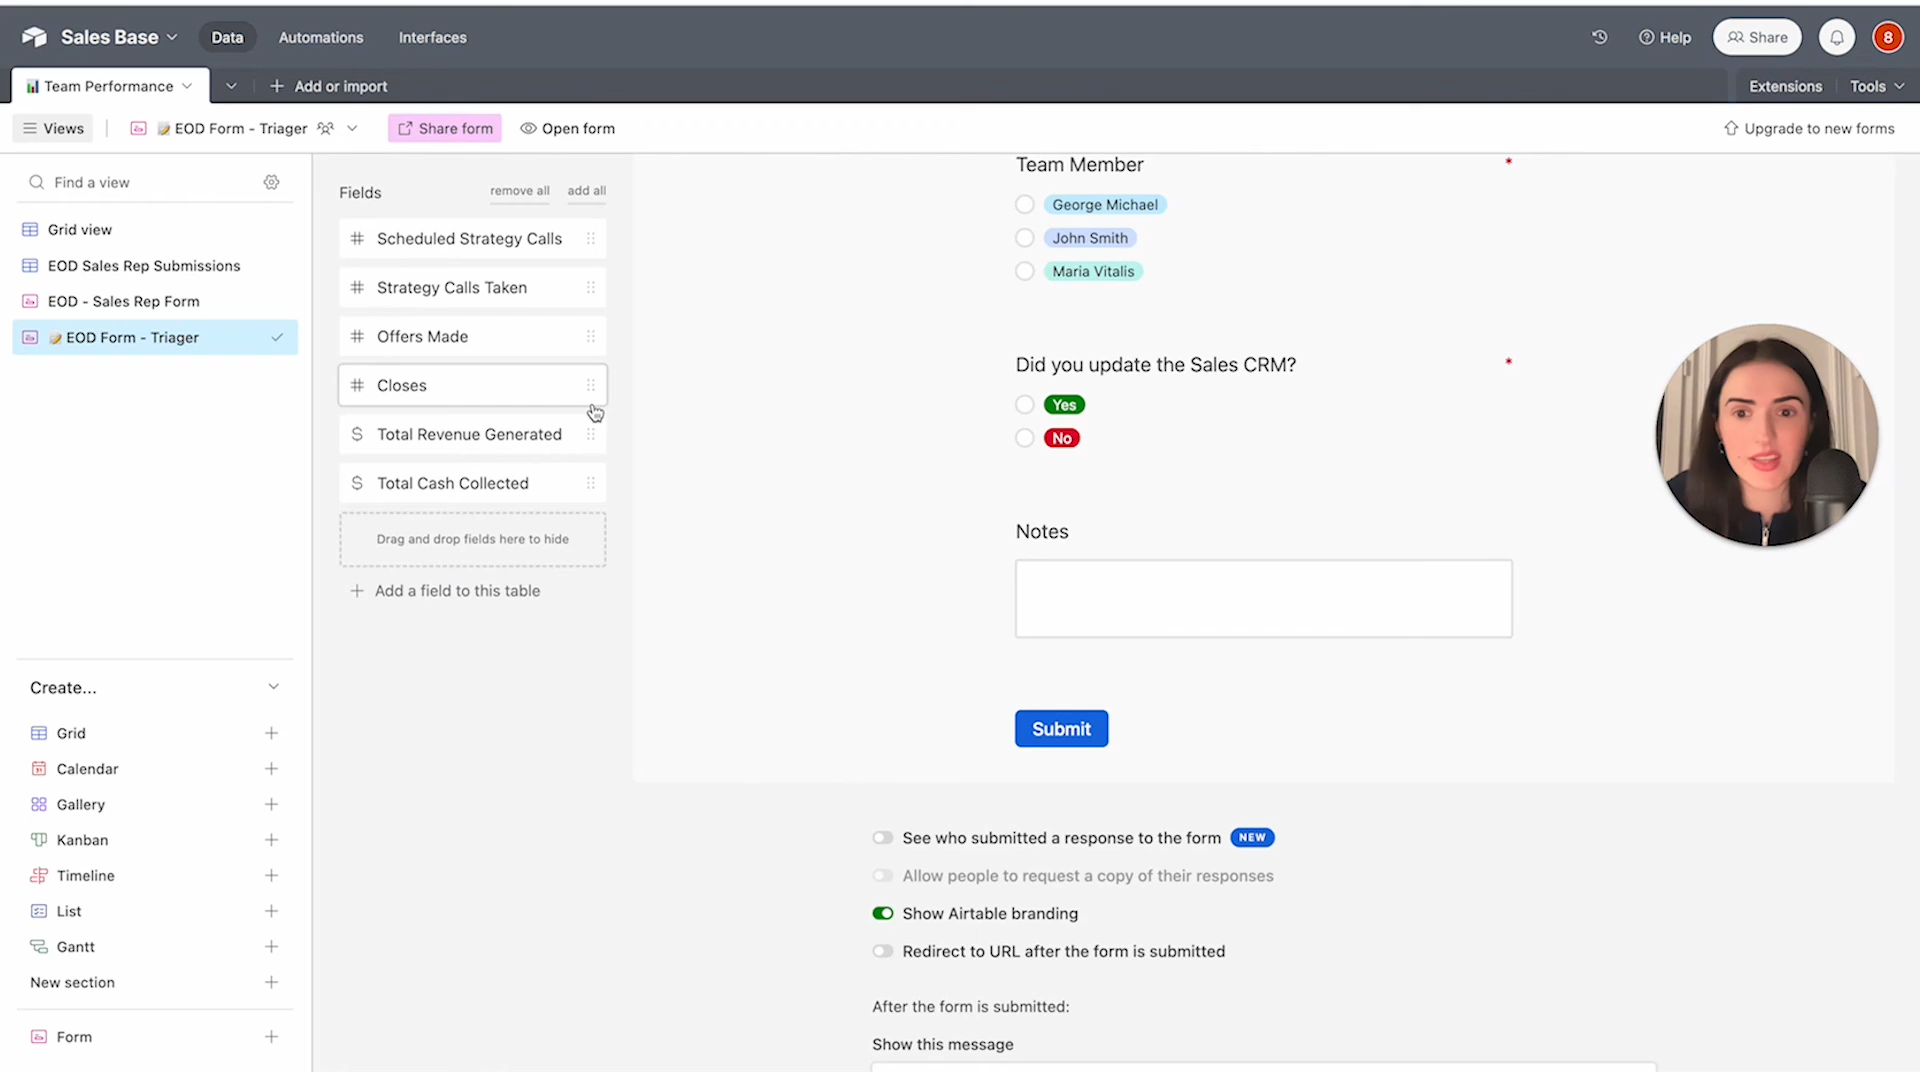 Sales Base
Data
Automations
Interfaces
Help
Share
8
Team Performance
Add or import
Extensions
Tools
Views
EOD Form - Triager
Share form
Open form
Upgrade to new forms
Find a view
Grid view
EOD Sales Rep Submissions
EOD - Sales Rep Form
EOD Form - Triager
Create...
Grid
Calendar
Gallery
Kanban
Timeline
List
Gantt
New section
Form
Fields
remove all
add all
Scheduled Strategy Calls
Strategy Calls Taken
Offers Made
Closes
Total Revenue Generated
Total Cash Collected
Drag and drop fields here to hide
Add a field to this table
Team Member *
George Michael
John Smith
Maria Vitalis
Did you update the Sales CRM? *
Yes
No
Notes
Submit
See who submitted a response to the form NEW
Allow people to request a copy of their responses
Show Airtable branding
Redirect to URL after the form is submitted
After the form is submitted:
Show this message